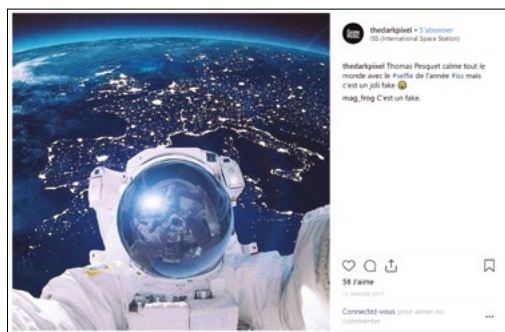 thedarkpixel • S'abonner
ISS (International Space Station)
thedarkpixel Thomas Pesquet calme tout le
monde avec le #selfie de l'année #iss mais
c'est un joli fake
mag_frog C'est un fake.
58 J'aime
Connectez-vous pour aimer ou
commenter